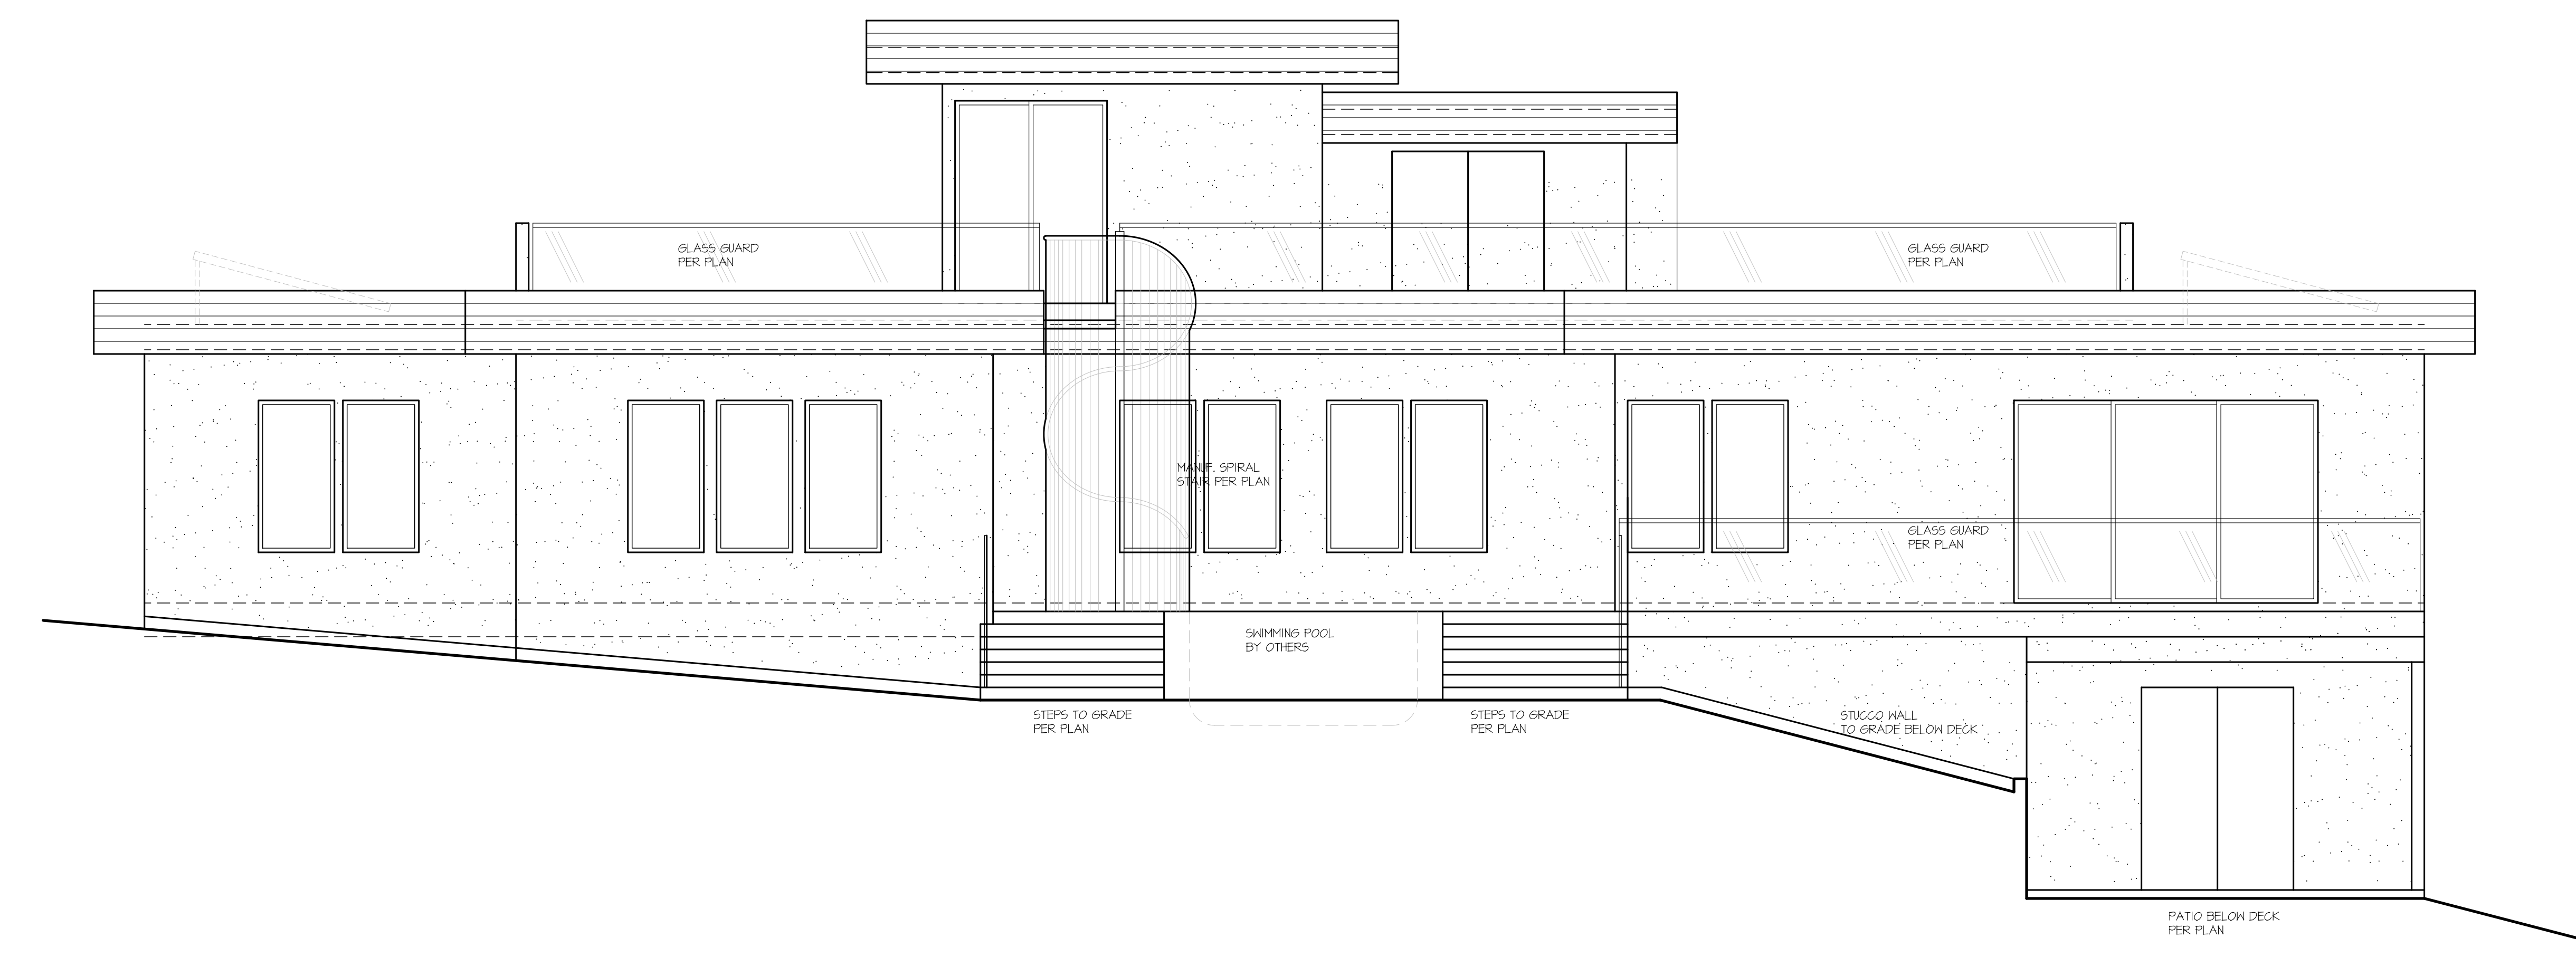 GLASS GUARD
PER PLAN
GLASS GUARD
PER PLAN
MANUF. SPIRAL
STAIR PER PLAN
GLASS GUARD
PER PLAN
SWIMMING POOL
BY OTHERS
STEPS TO GRADE
PER PLAN
STEPS TO GRADE
PER PLAN
STUCCO WALL
TO GRADE BELOW DECK
PATIO BELOW DECK
PER PLAN